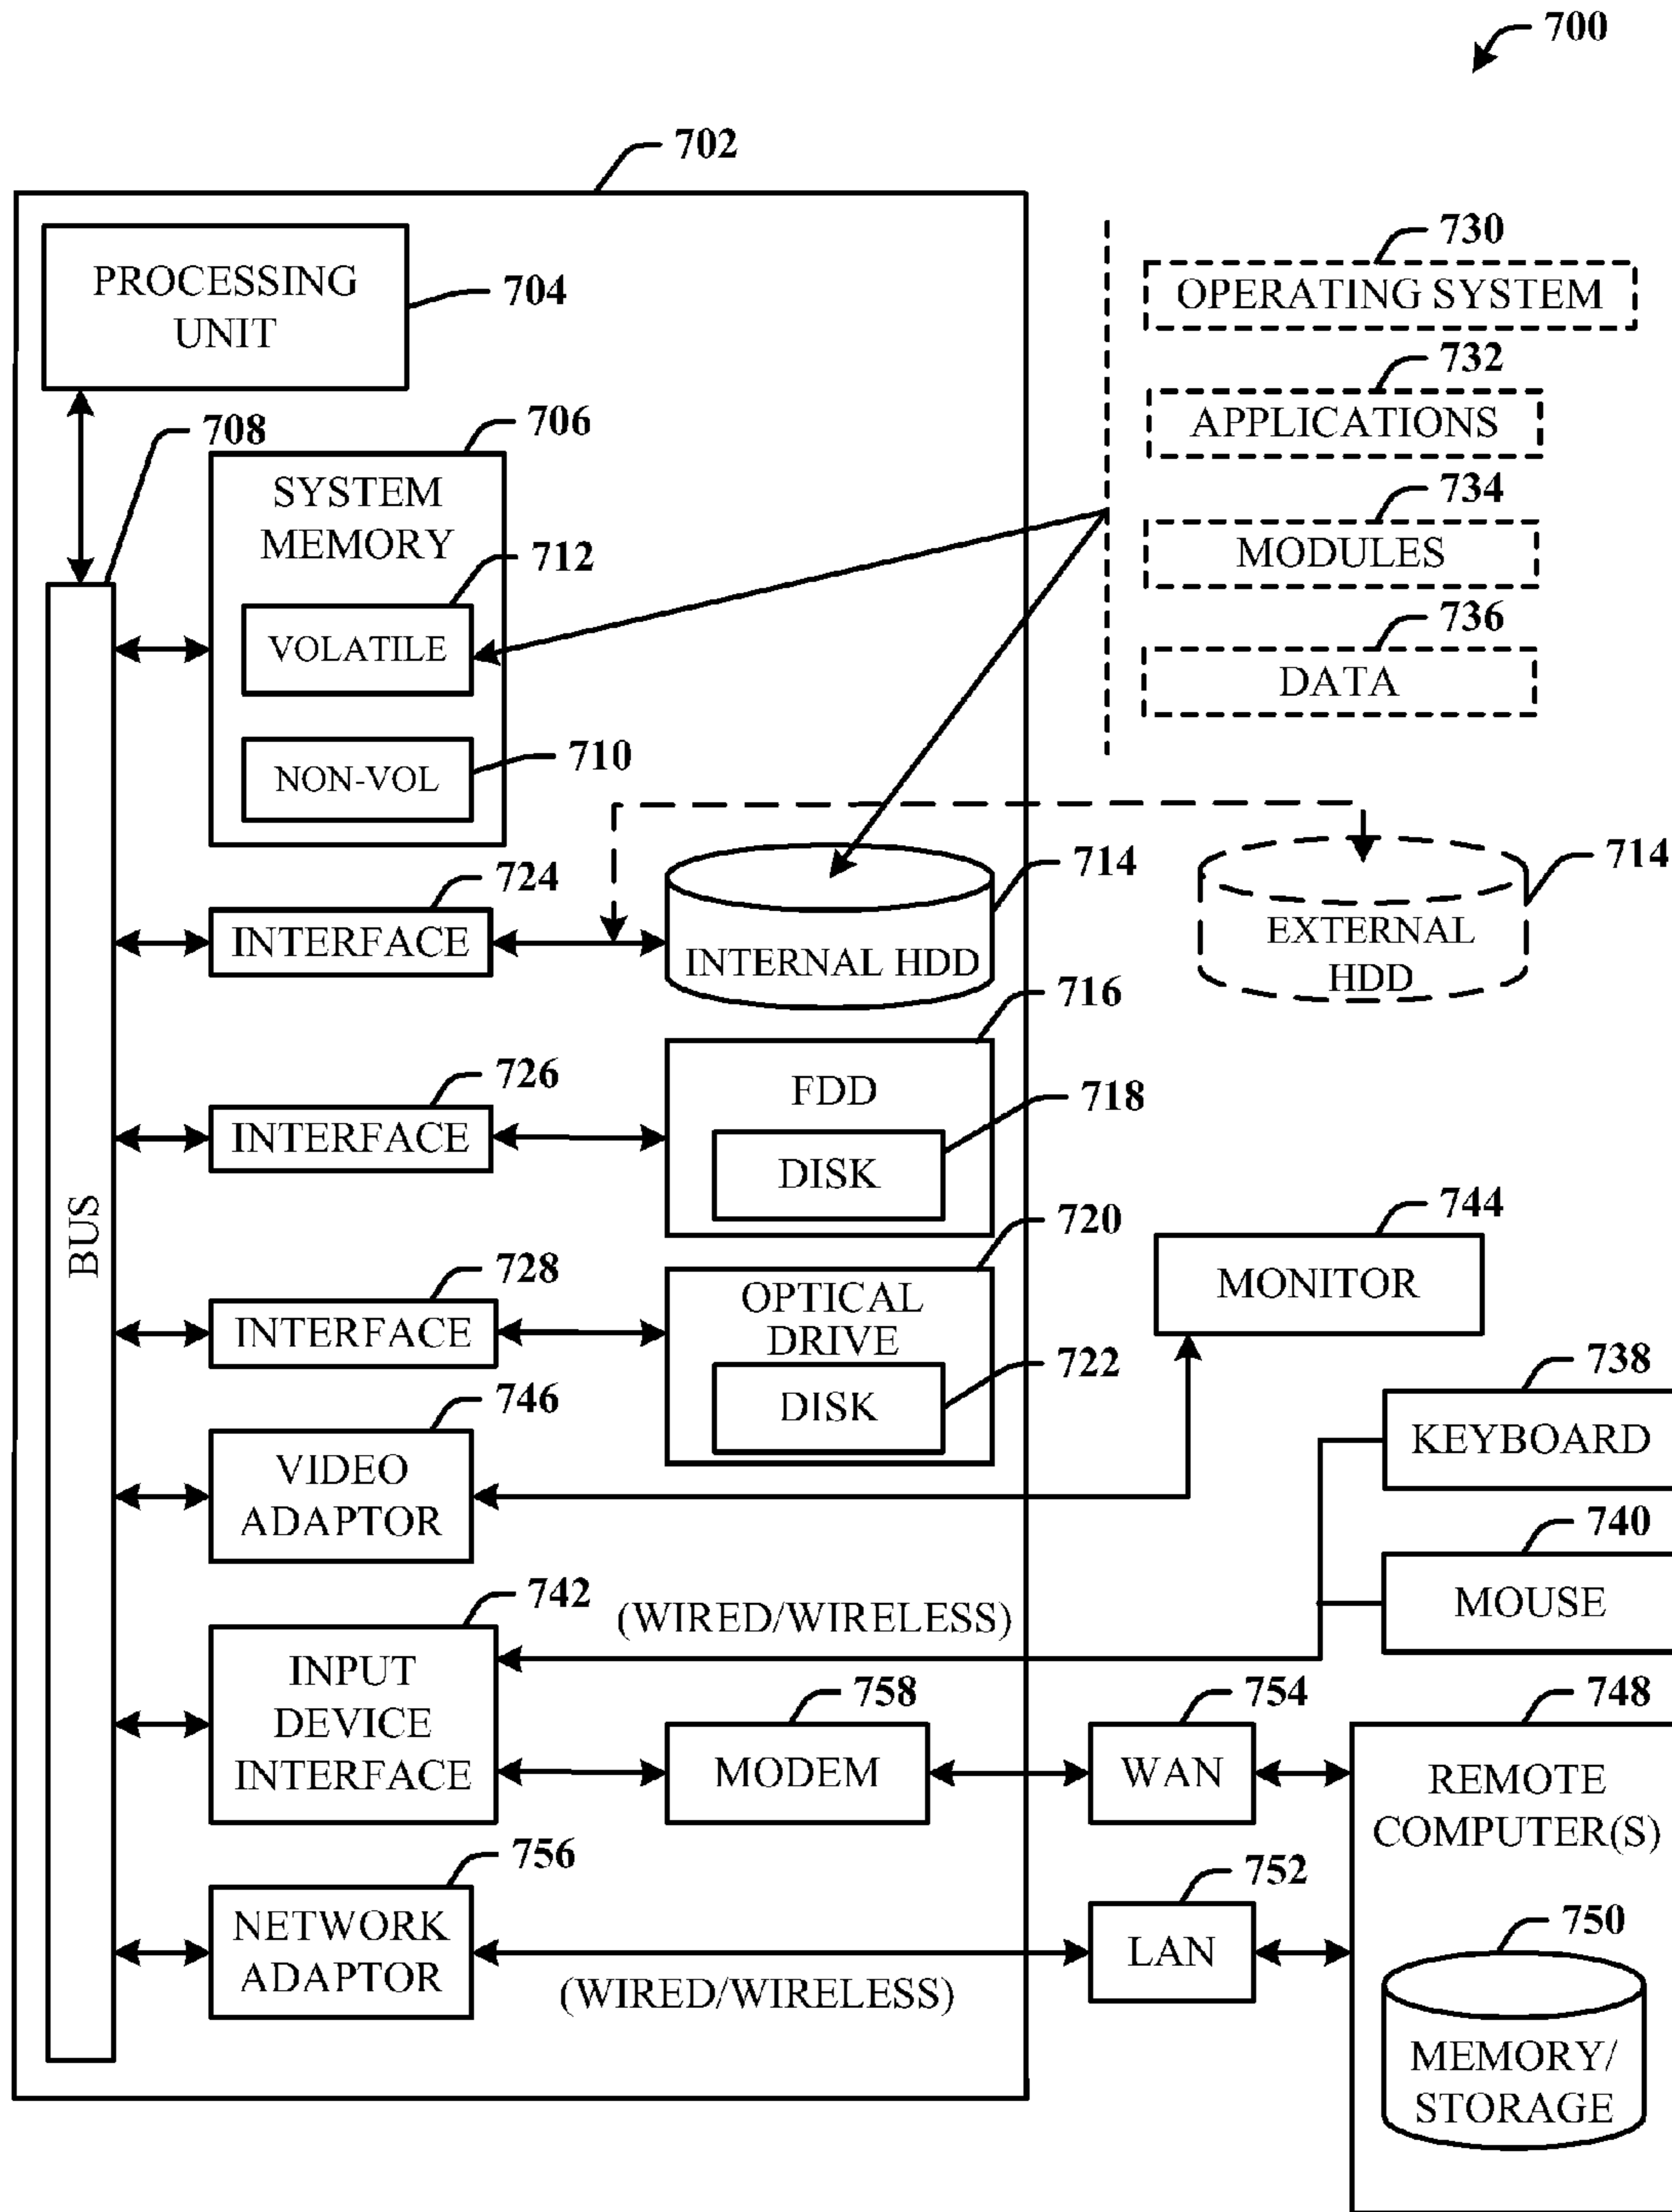 700
702
PROCESSING
UNIT
704
730
OPERATING SYSTEM
732
APPLICATIONS
734
MODULES
736
DATA
708
706
SYSTEM
MEMORY
712
VOLATILE
710
NON-VOL
724
INTERFACE
714
INTERNAL HDD
714
EXTERNAL
HDD
716
726
INTERFACE
FDD
718
DISK
BUS
720
728
INTERFACE
OPTICAL
DRIVE
722
DISK
744
MONITOR
746
VIDEO
ADAPTOR
738
KEYBOARD
740
MOUSE
742
(WIRED/WIRELESS)
INPUT
DEVICE
INTERFACE
758
MODEM
754
WAN
748
REMOTE
COMPUTER(S)
756
NETWORK
ADAPTOR
(WIRED/WIRELESS)
752
LAN
750
MEMORY/
STORAGE